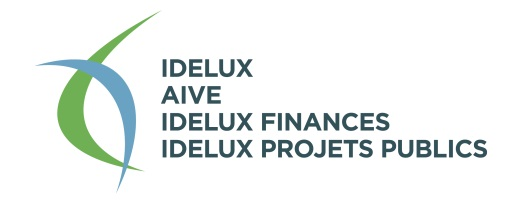 IDELUX
AIVE
IDELUX FINANCES
IDELUX PROJETS PUBLICS